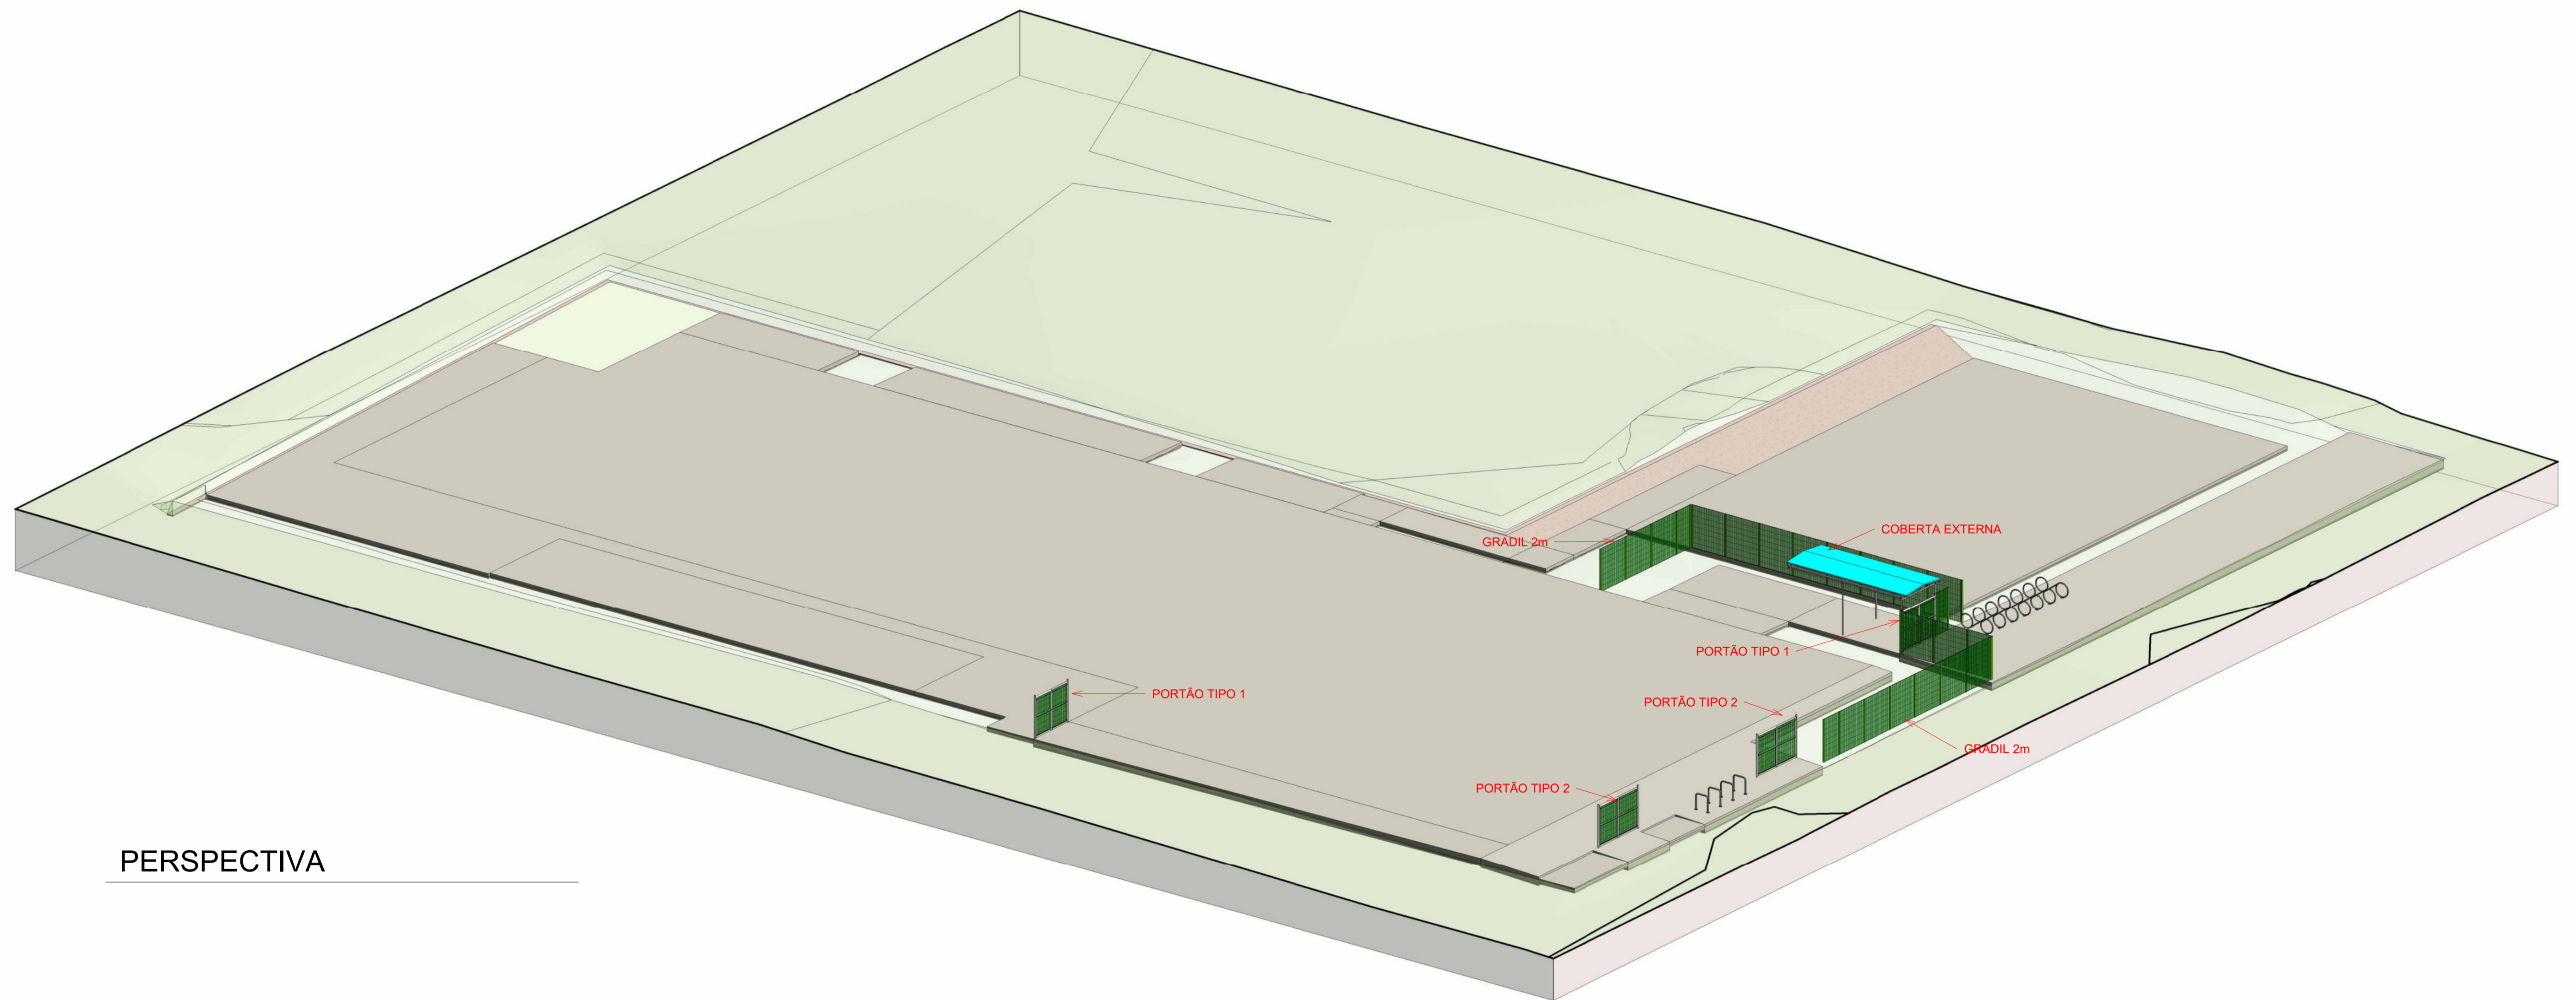 COBERTA EXTERNA
GRADIL 2m
PORTÃO TIPO 1
PORTÃO TIPO 1
PORTÃO TIPO 2
GRADIL 2m
PORTÃO TIPO 2
PERSPECTIVA